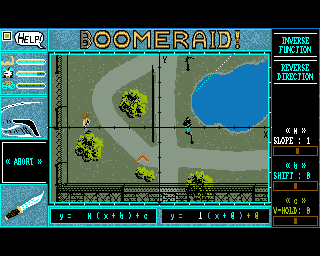 HELP!
BOOMERAID!
INVERSE
FUNCTION
REVERSE
DIRECTION
Y
X
« M »
SLOPE : 1
« ABORT »
« b »
SHIFT : 0
« c »
V-HOLD: 0
y= M(x+b)+c
y= 1(x+0)+0